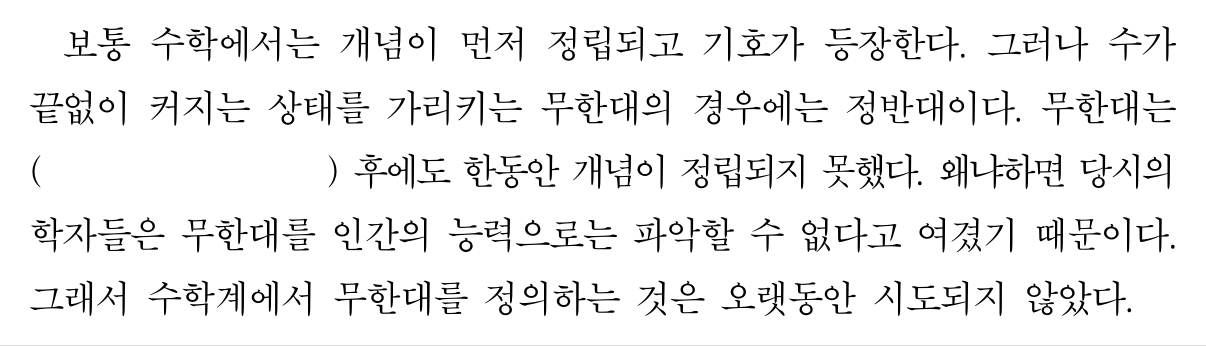 보통 수학에서는 개념이 먼저 정립되고 기호가 등장한다. 그러나 수가
끝없이 커지는 상태를 가리키는 무한대의 경우에는 정반대이다. 무한대는
(                    ) 후에도 한동안 개념이 정립되지 못했다. 왜냐하면 당시의
학자들은 무한대를 인간의 능력으로는 파악할 수 없다고 여겼기 때문이다.
그래서 수학계에서 무한대를 정의하는 것은 오랫동안 시도되지 않았다.